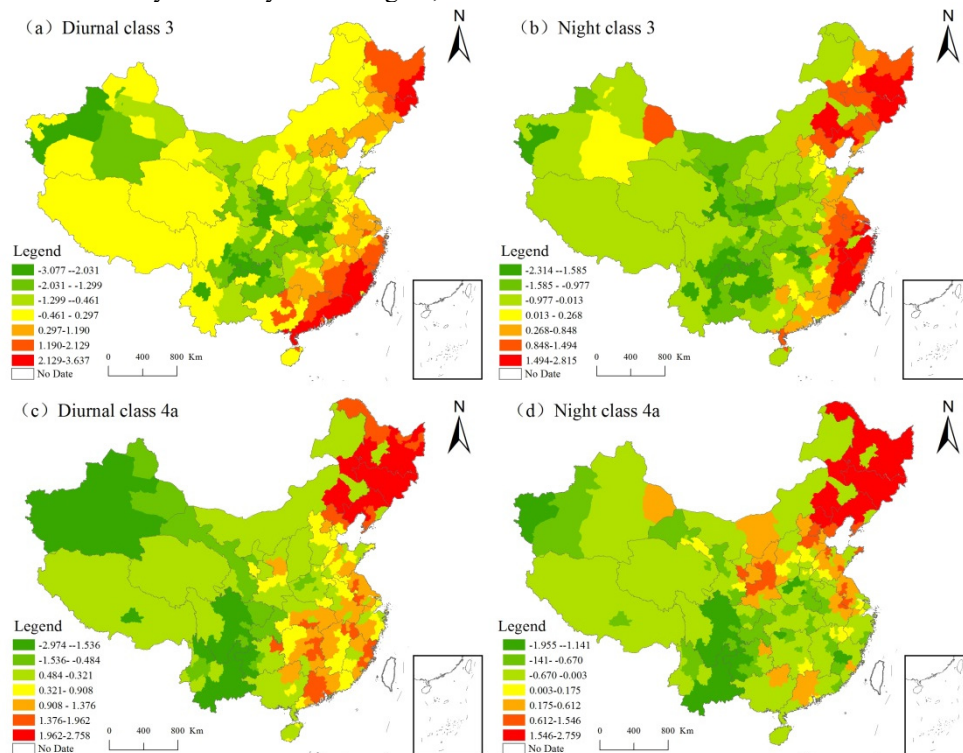 （a）Diurnal class 3
N
Legend
-3.077 --2.031
-2.031 --1.299
-1.299 --0.461
-0.461 - 0.297
0.297-1.190
1.190-2.129
2.129-3.637
No Date
0 400 800 Km
（b）Night class 3
N
Legend
-2.314 --1.585
-1.585 --0.977
-0.977 -0.013
0.013 - 0.268
0.268-0.848
0.848-1.494
1.494-2.815
No Date
0 400 800 Km
（c）Diurnal class 4a
N
Legend
-2.974 --1.536
-1.536- -0.484
0.484 -0.321
0.321- 0.908
0.908 - 1.376
1.376-1.962
1.962-2.758
No Date
0 400 800 Km
（d）Night class 4a
N
Legend
-1.955 --1.141
-141- -0.670
-0.670 -0.003
0.003-0.175
0.175-0.612
0.612-1.546
1.546-2.759
No Date
0 400 800 Km